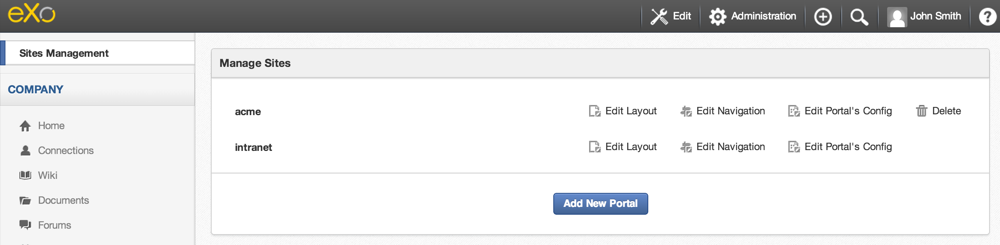 eXo
Edit
Administration
John Smith
?
Sites Management
COMPANY
Home
Connections
Wiki
Documents
Forums
Manage Sites
acme Edit Layout Edit Navigation Edit Portal's Config Delete
intranet Edit Layout Edit Navigation Edit Portal's Config
Add New Portal